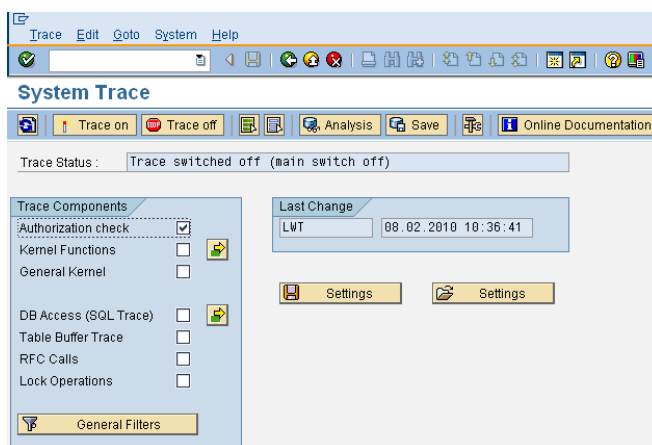 Trace Edit Goto System Help
System Trace
Trace on Trace off Analysis Save Online Documentation
Trace Status : Trace switched off (main switch off)
Trace Components
Authorization check
Kernel Functions
General Kernel
DB Access (SQL Trace)
Table Buffer Trace
RFC Calls
Lock Operations
General Filters
Last Change
LWT 08.02.2010 10:36:41
Settings Settings